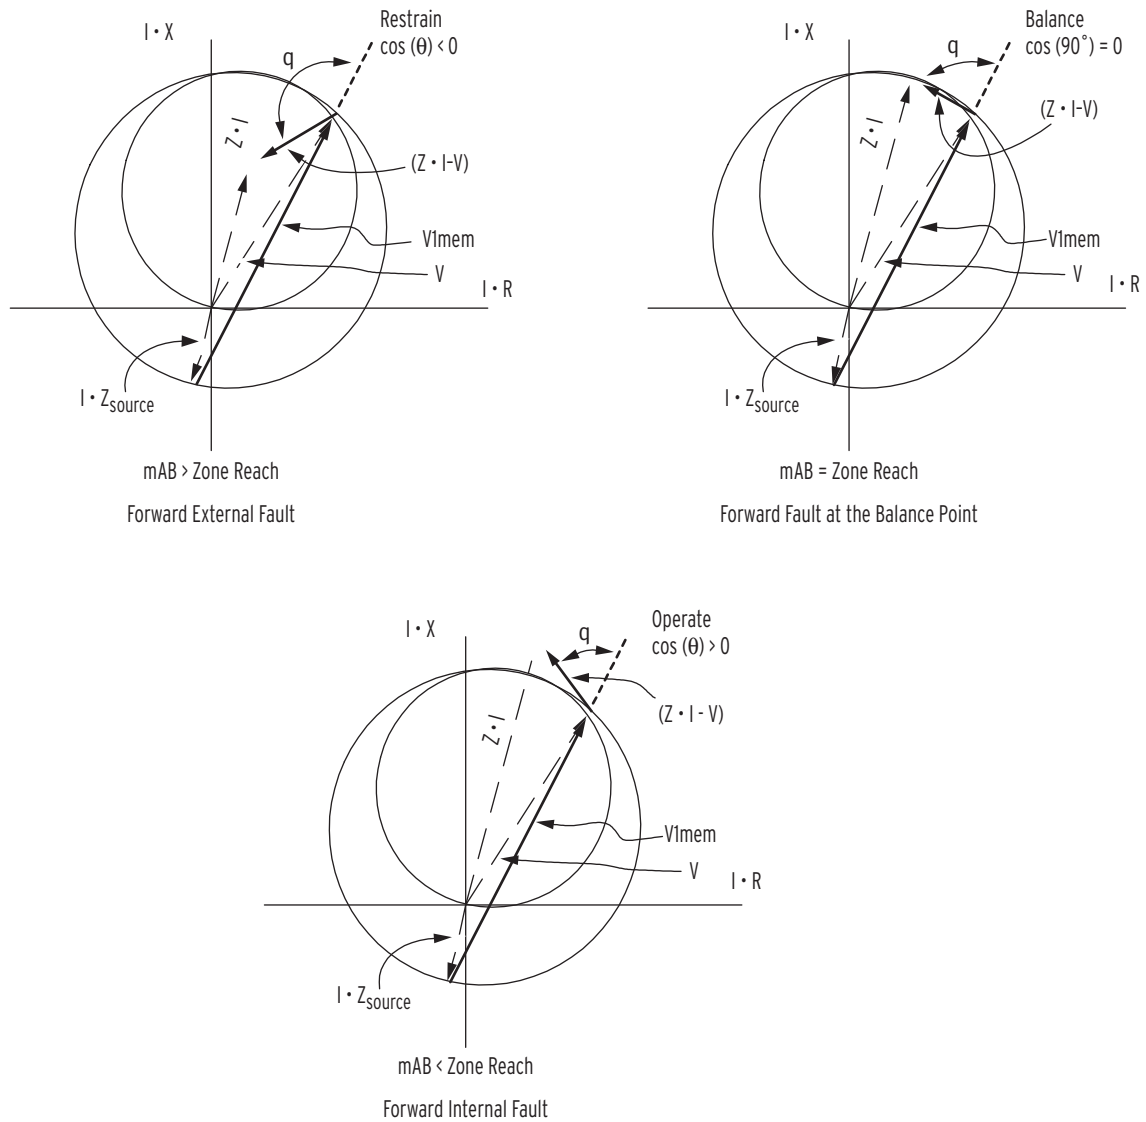 I • X
Restrain
cos (θ) < 0
q
Z • I
(Z • I–V)
V1mem
V
I • R
I • Zsource
mAB > Zone Reach
Forward External Fault
I • X
Balance
cos (90˚) = 0
q
Z • I
(Z • I–V)
V1mem
V
I • R
I • Zsource
mAB = Zone Reach
Forward Fault at the Balance Point
I • X
Operate
cos (θ) > 0
q
Z • I
(Z • I - V)
V1mem
V
I • R
I • Zsource
mAB < Zone Reach
Forward Internal Fault